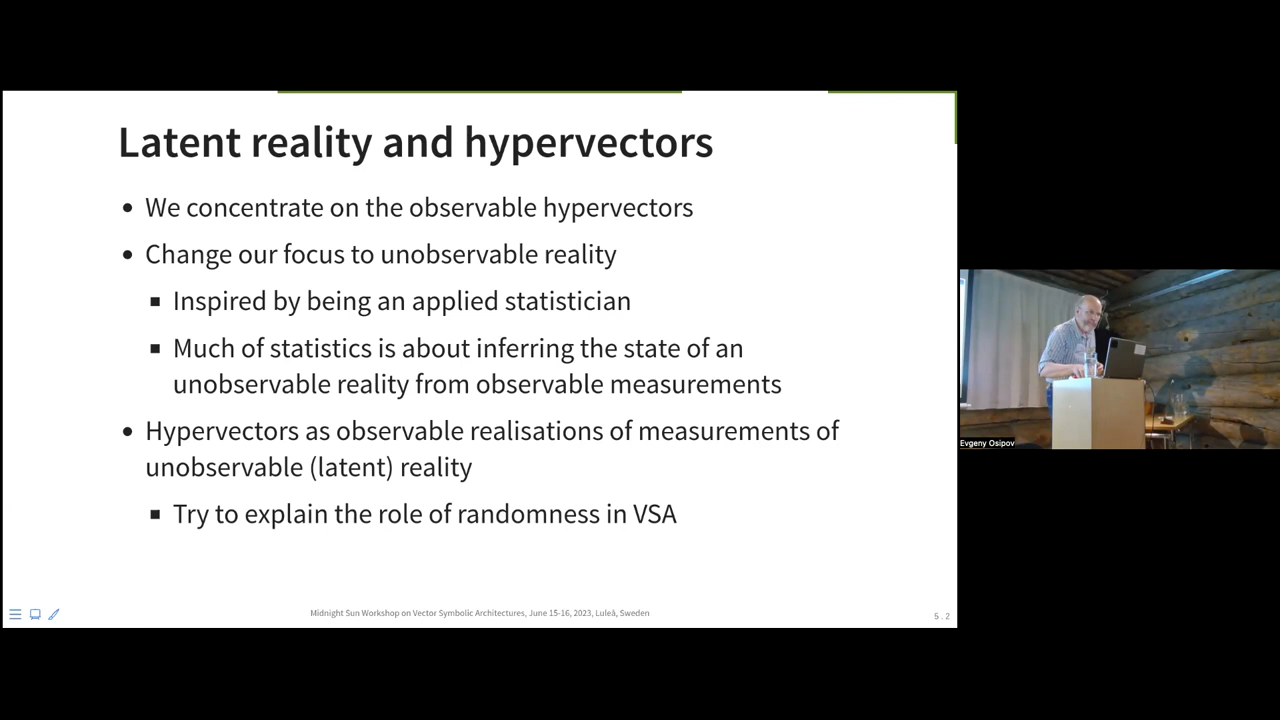 Latent reality and hypervectors
We concentrate on the observable hypervectors
Change our focus to unobservable reality
Inspired by being an applied statistician
Much of statistics is about inferring the state of an
unobservable reality from observable measurements
Hypervectors as observable realisations of measurements of
unobservable (latent) reality
Try to explain the role of randomness in VSA
Midnight Sun Workshop on Vector Symbolic Architectures, June 15-16, 2023, Luleå, Sweden
5 . 2
Evgeny Osipov